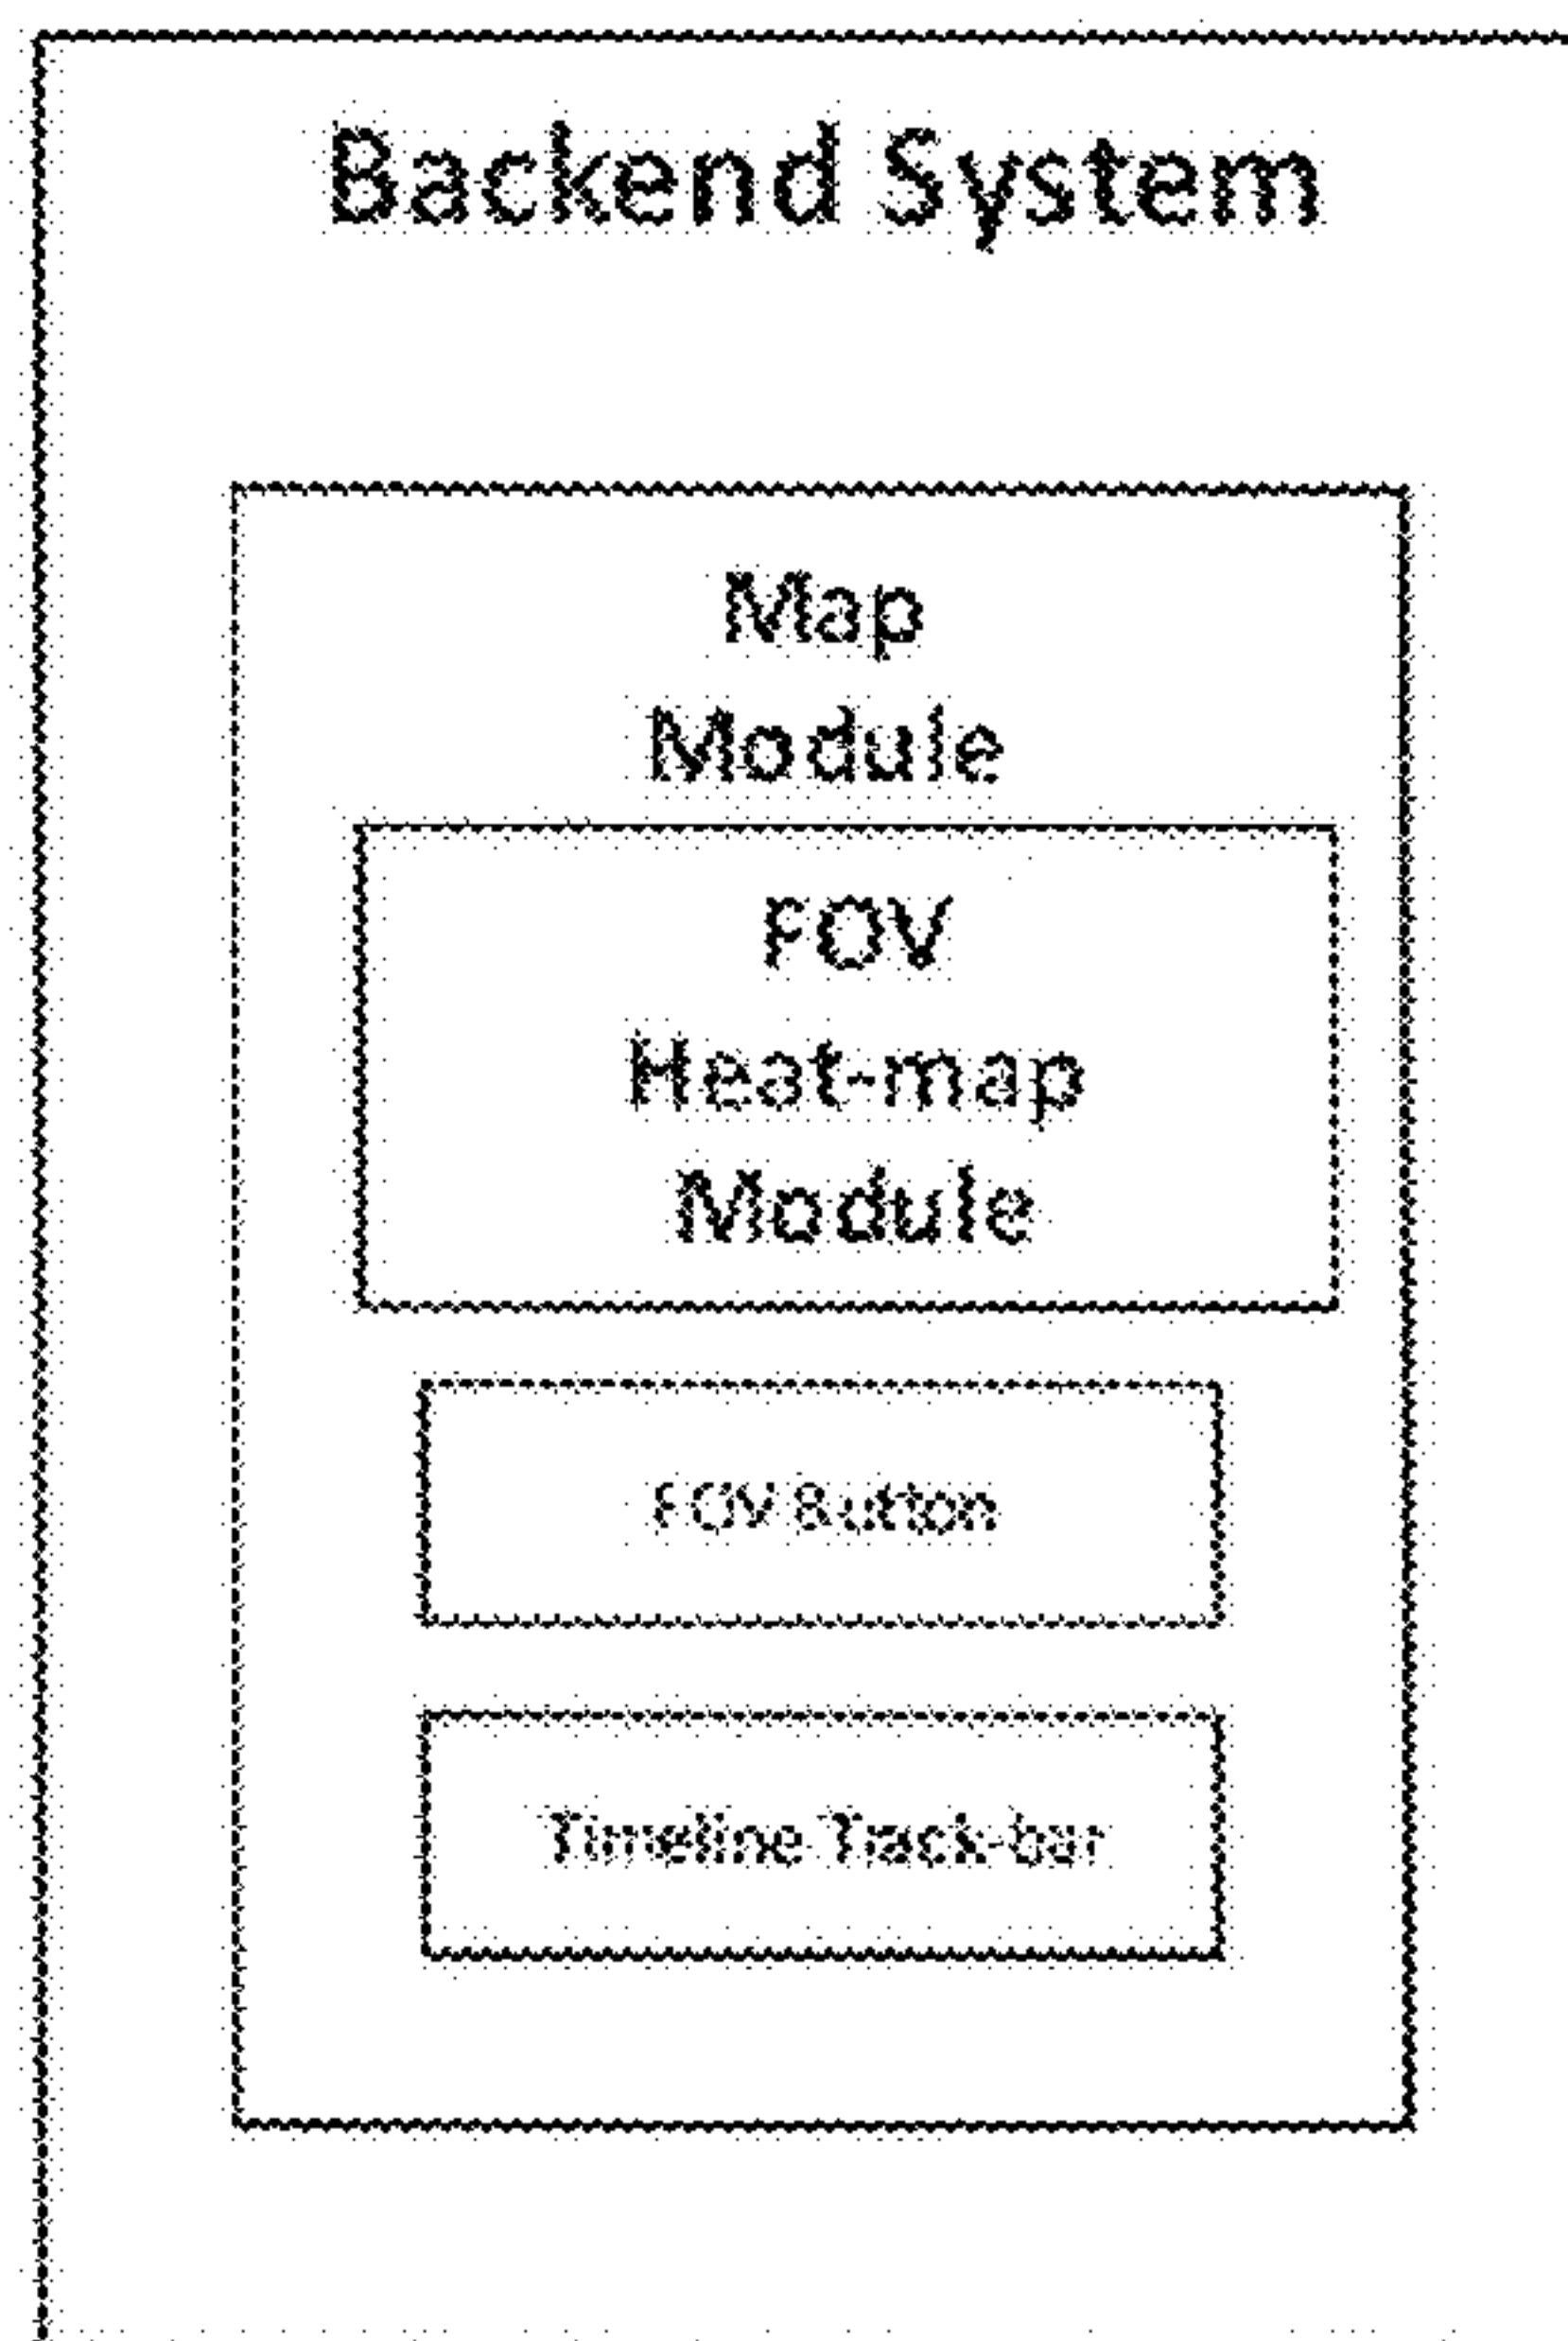 Backend System
Map
Module
FOV
Heat-map
Module
FOV Button
Timeline Track-bar